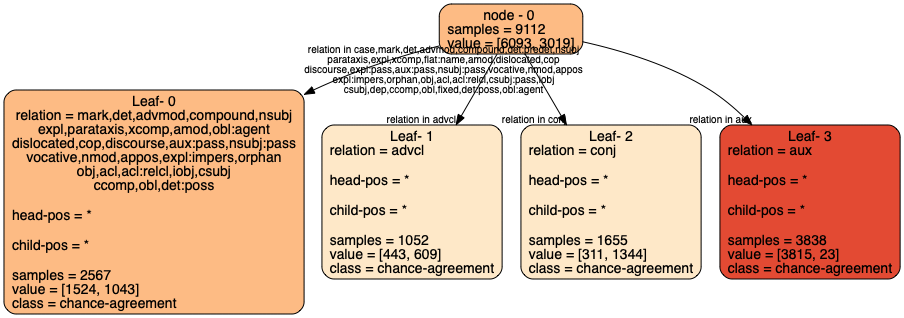 node - 0
samples = 9112
value = [6093, 3019]
relation in case,mark,det,advmod,compound,det:predet,nsubj
parataxis,expl,xcomp,flat:name,amod,dislocated,cop
discourse,expl:pass,aux:pass,nsubj:pass,vocative,nmod,appos
expl:impers,orphan,obj,acl,acl:relcl,csubj:pass,iobj
csubj,dep,ccomp,obl,fixed,det:poss,obl:agent
relation in advcl
relation in conj
relation in aux
Leaf- 0
relation = mark,det,advmod,compound,nsubj
expl,parataxis,xcomp,amod,obl:agent
dislocated,cop,discourse,aux:pass,nsubj:pass
vocative,nmod,appos,expl:impers,orphan
obj,acl,acl:relcl,iobj,csubj
ccomp,obl,det:poss
head-pos = *
child-pos = *
samples = 2567
value = [1524, 1043]
class = chance-agreement
Leaf- 1
relation = advcl
head-pos = *
child-pos = *
samples = 1052
value = [443, 609]
class = chance-agreement
Leaf- 2
relation = conj
head-pos = *
child-pos = *
samples = 1655
value = [311, 1344]
class = chance-agreement
Leaf- 3
relation = aux
head-pos = *
child-pos = *
samples = 3838
value = [3815, 23]
class = chance-agreement